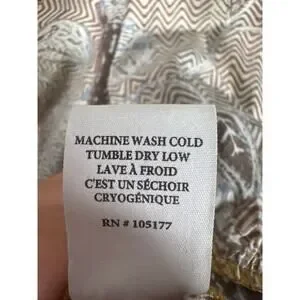 MACHINE WASH COLD
TUMBLE DRY LOW
LAVE À FROID
C'EST UN SÉCHOIR
CRYOGÉNIQUE
RN # 105177